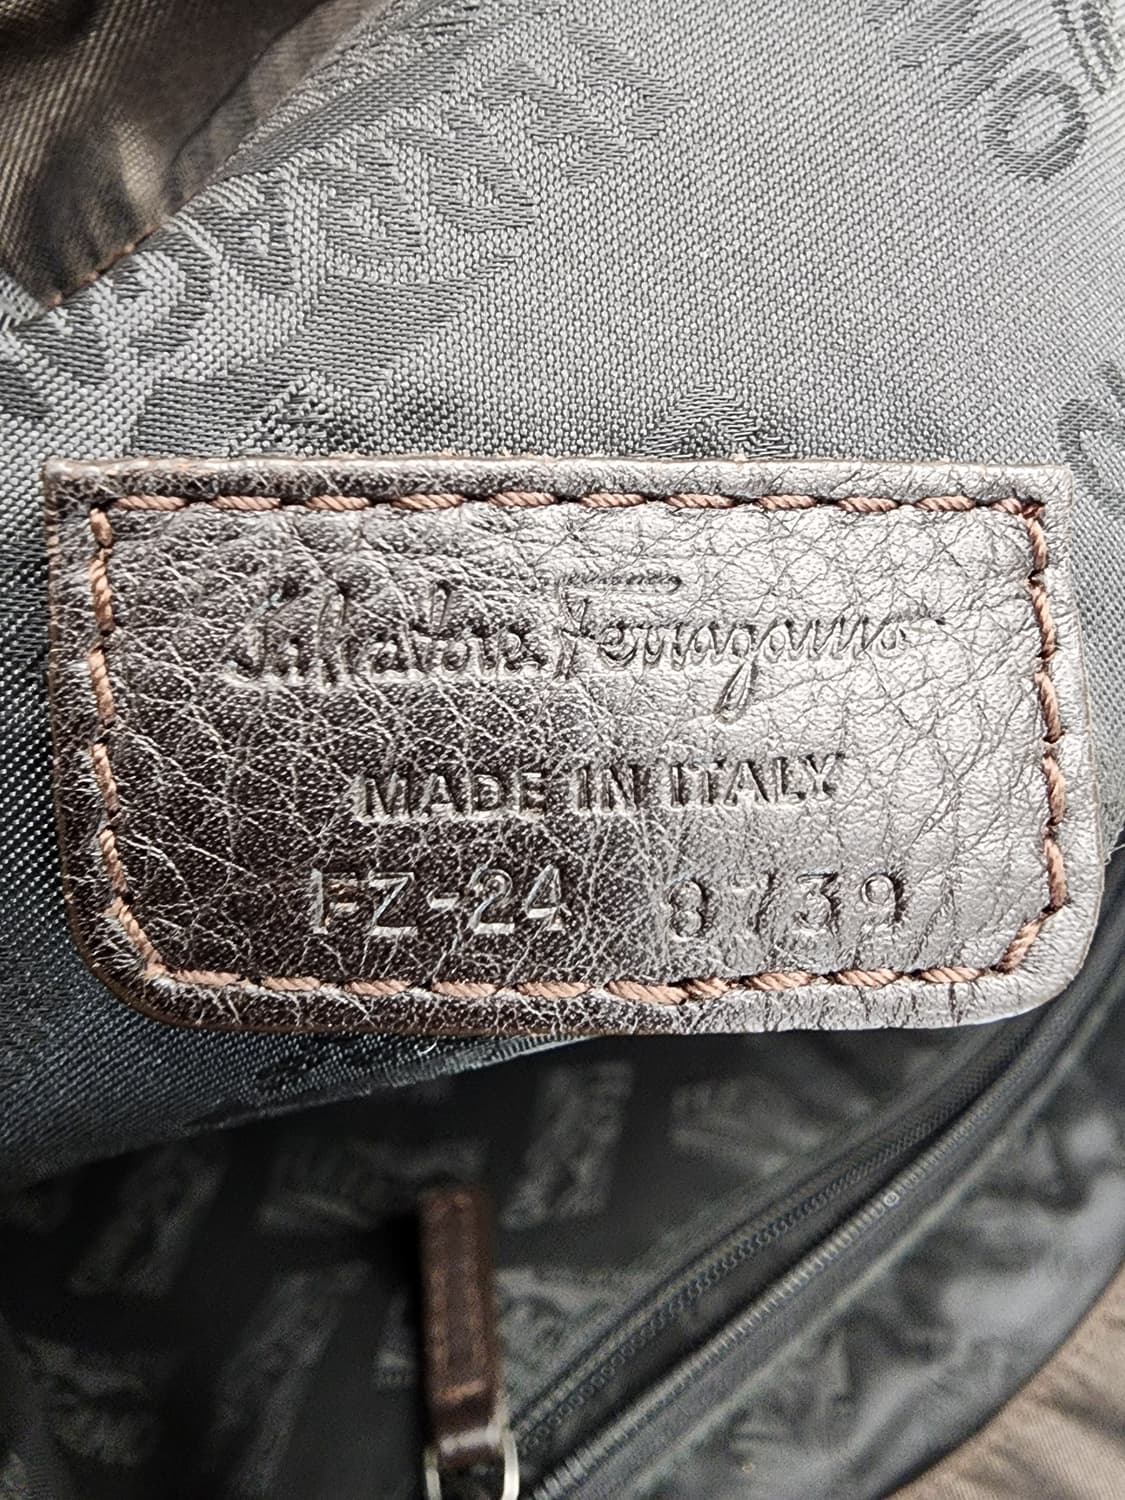 Salvatore Ferragamo
MADE IN ITALY
FZ-24 8739